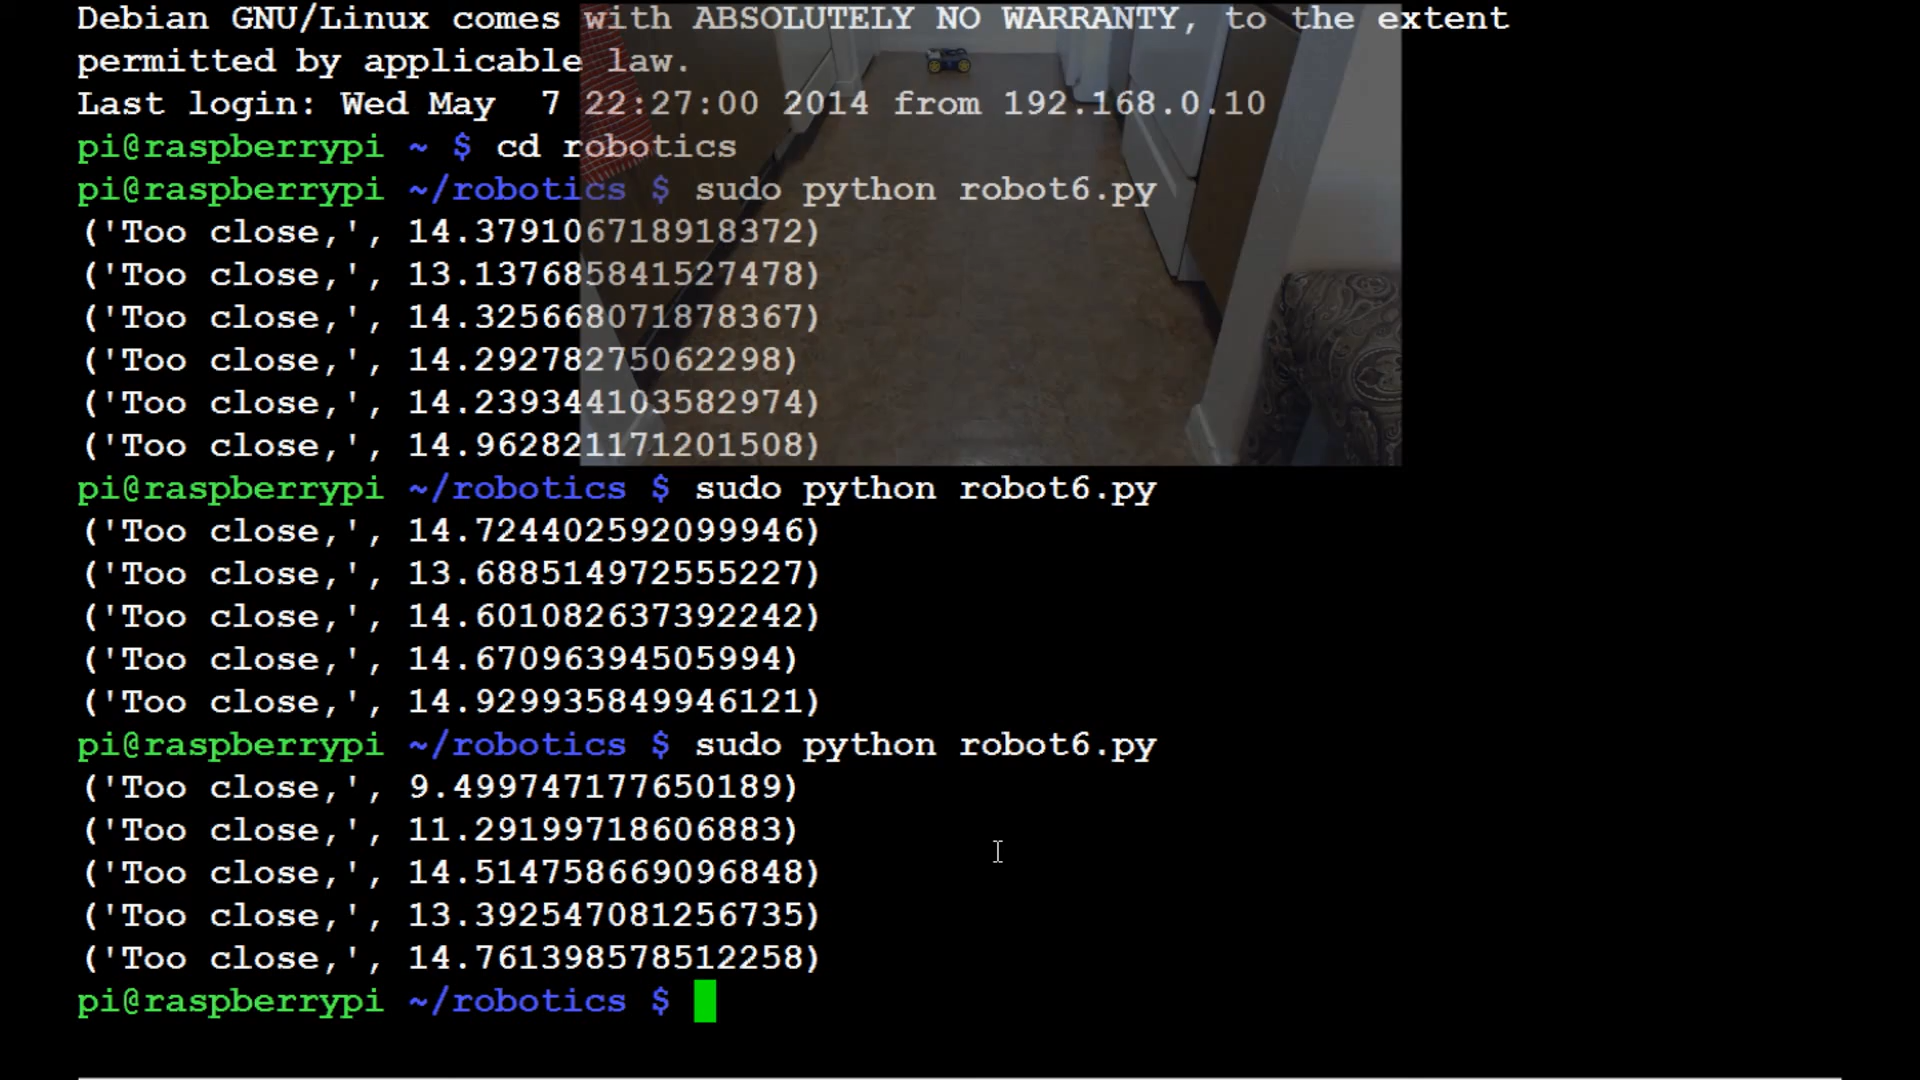 Debian GNU/Linux comes with ABSOLUTELY NO WARRANTY, to the extent
permitted by applicable law.
Last login: Wed May  7 22:27:00 2014 from 192.168.0.10
pi@raspberrypi ~ $ cd robotics
pi@raspberrypi ~/robotics $ sudo python robot6.py
('Too close,', 14.379106718918372)
('Too close,', 13.137685841527478)
('Too close,', 14.325668071878367)
('Too close,', 14.29278275062298)
('Too close,', 14.239344103582974)
('Too close,', 14.962821171201508)
pi@raspberrypi ~/robotics $ sudo python robot6.py
('Too close,', 14.724402592099946)
('Too close,', 13.688514972555227)
('Too close,', 14.601082637392242)
('Too close,', 14.67096394505994)
('Too close,', 14.929935849946121)
pi@raspberrypi ~/robotics $ sudo python robot6.py
('Too close,', 9.499747177650189)
('Too close,', 11.29199718606883)
('Too close,', 14.514758669096848)
('Too close,', 13.392547081256735)
('Too close,', 14.761398578512258)
pi@raspberrypi ~/robotics $